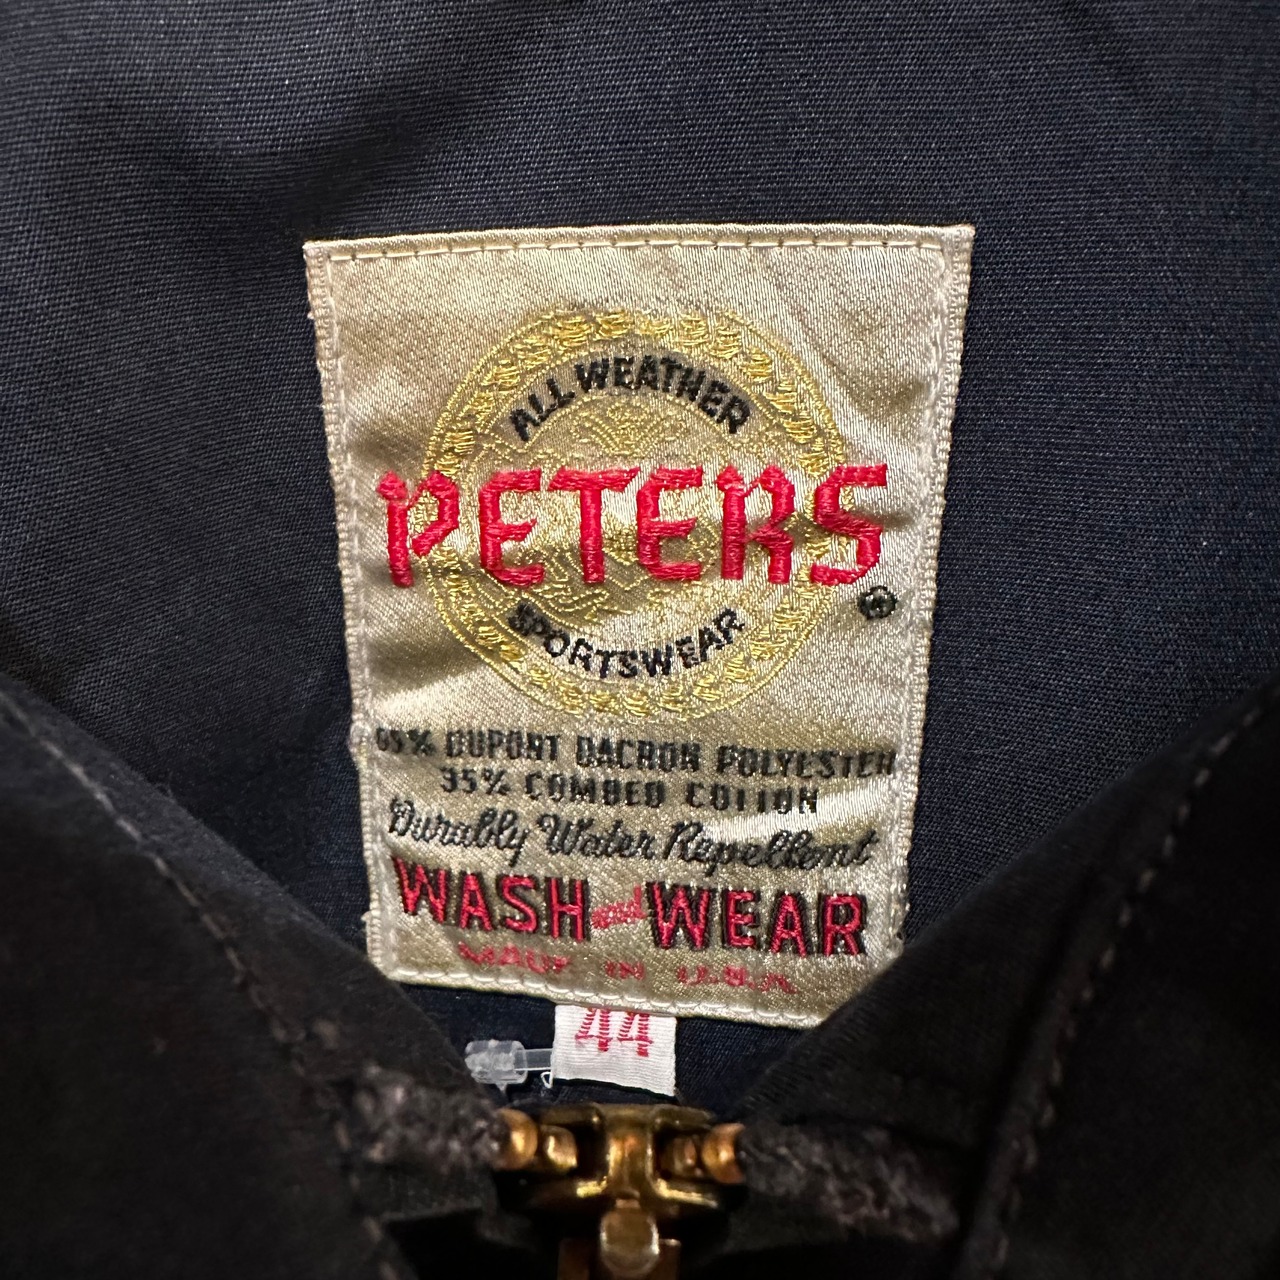 ALL WEATHER
PETERS
®
SPORTSWEAR
65% DUPONT DACRON POLYESTER
35% COMBED COTTON
Durably Water Repellent
WASH and WEAR
MADE IN U.S.A.
44